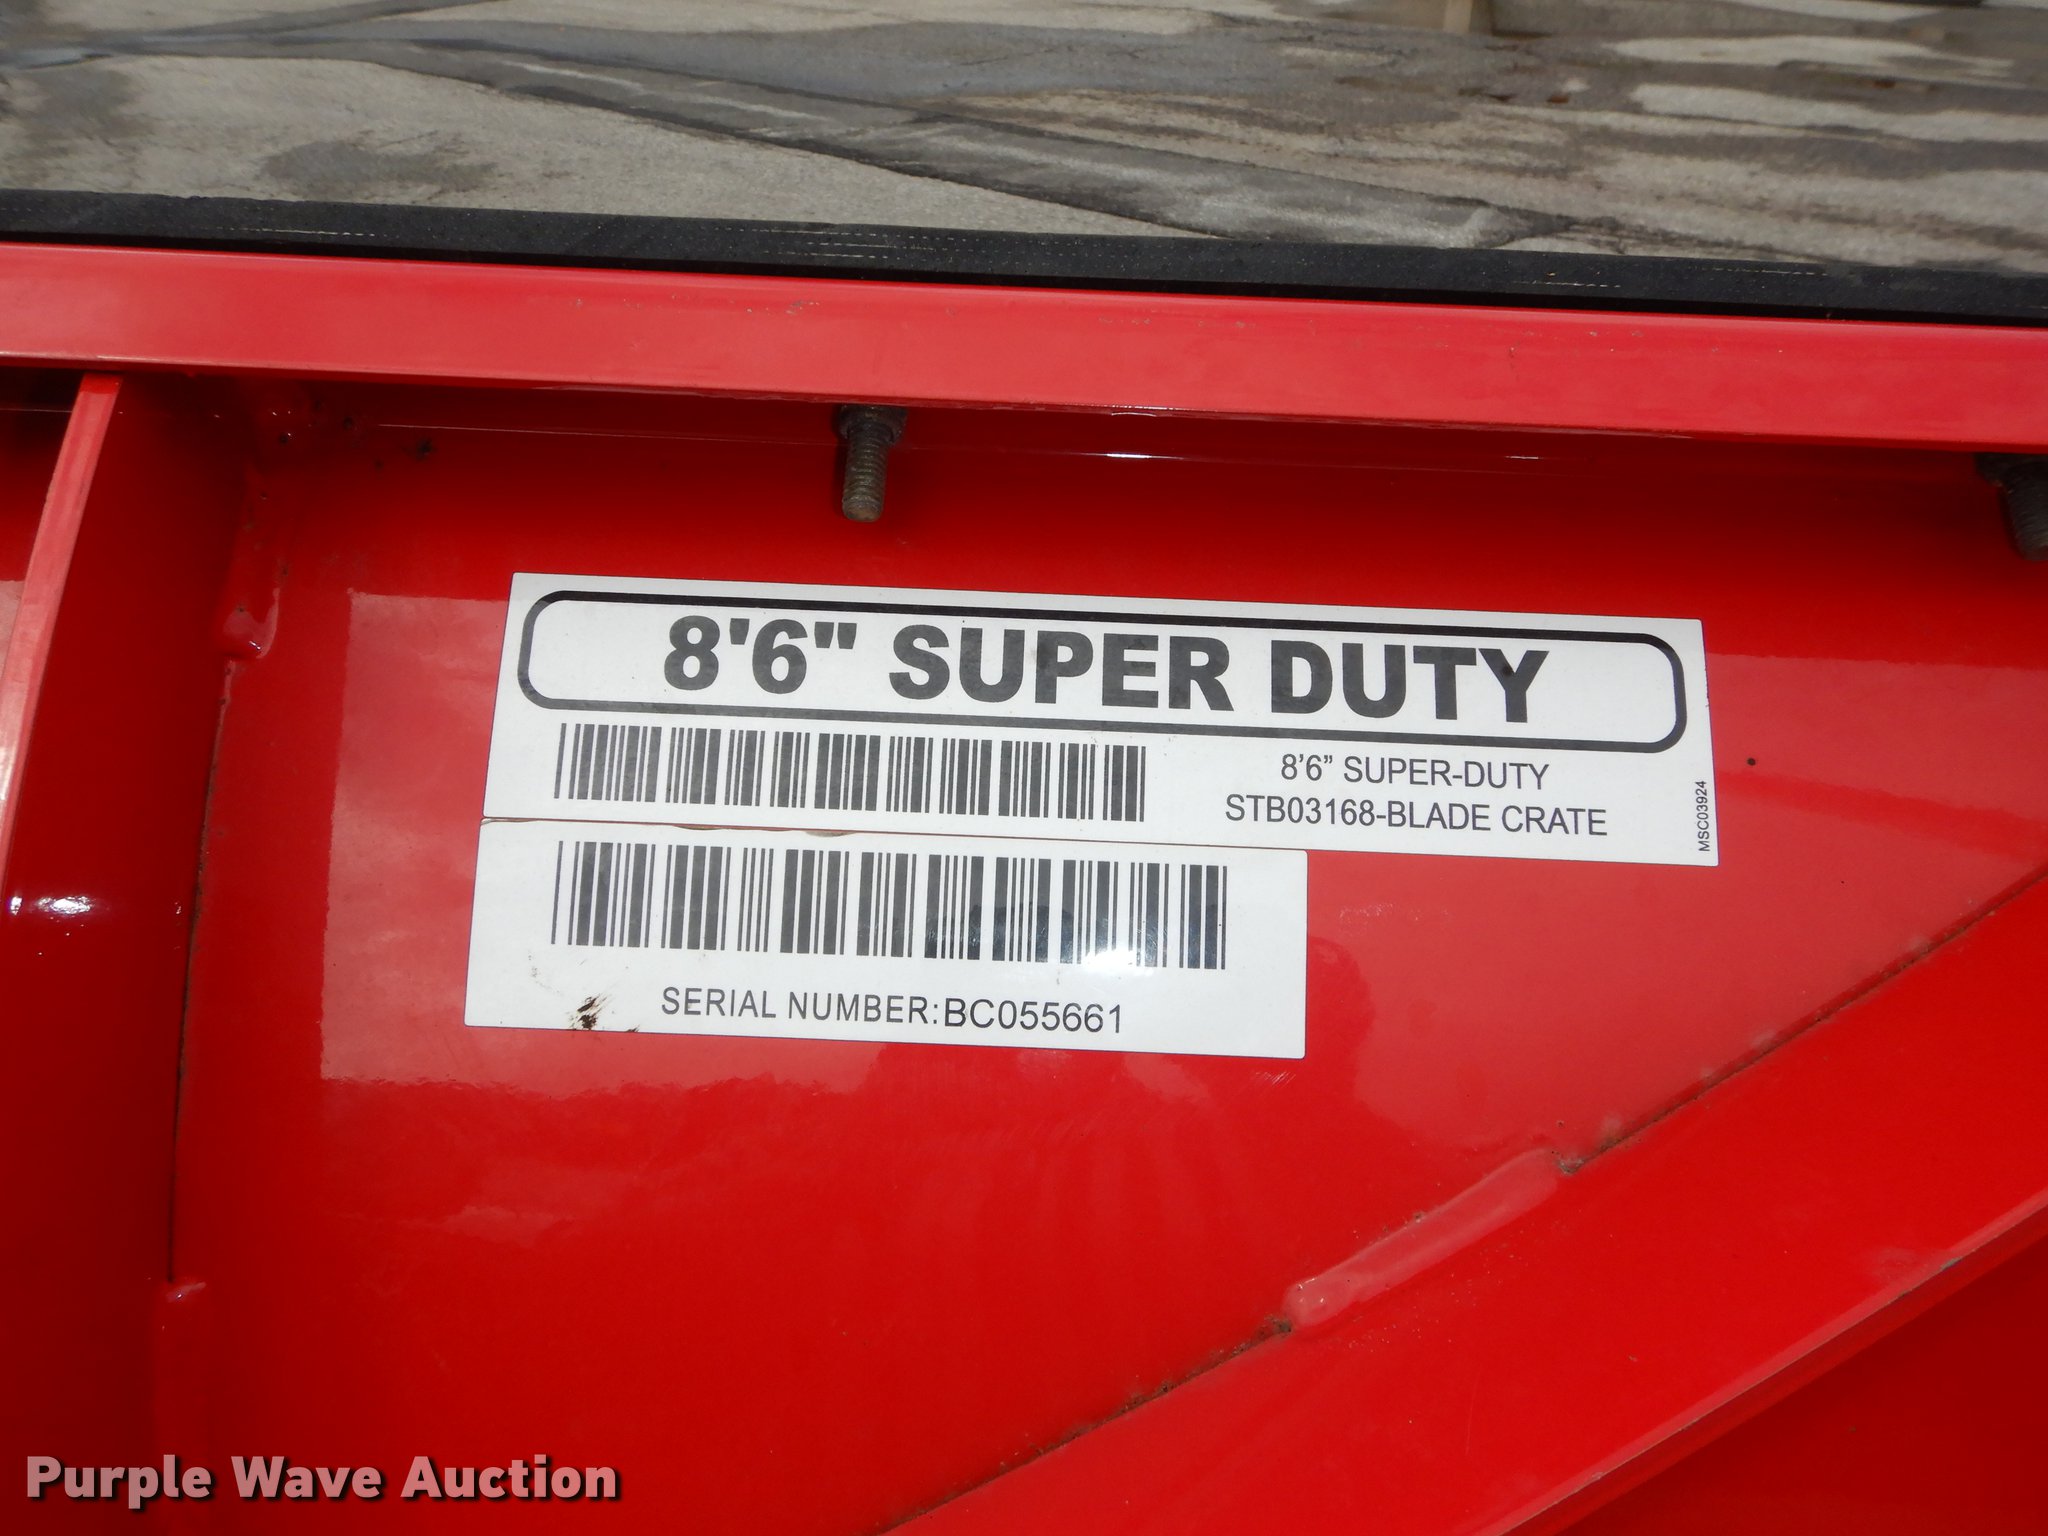 8'6" SUPER DUTY
8'6” SUPER-DUTY
STB03168-BLADE CRATE
MSC03924
SERIAL NUMBER:BC055661
Purple Wave Auction